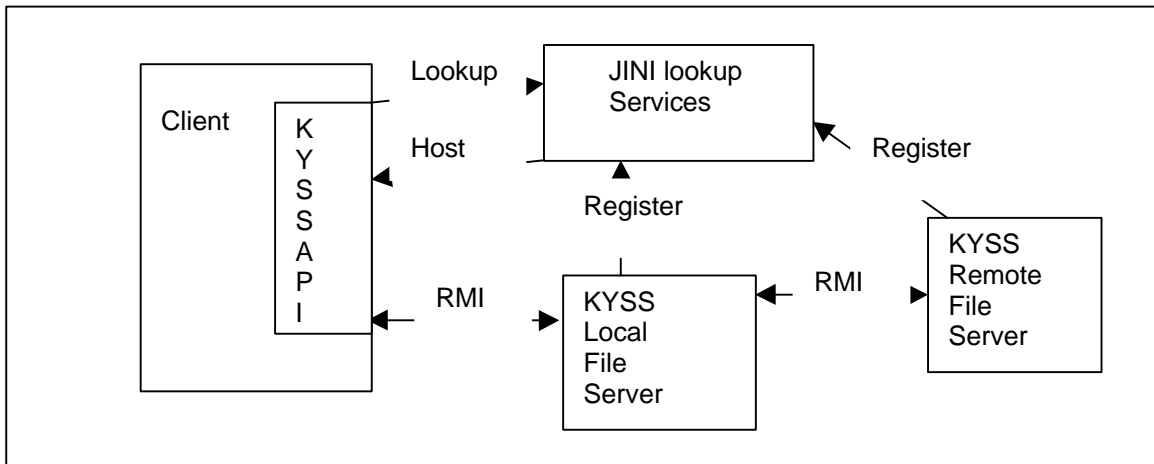 Lookup
JINI lookup
Services
Client
K
Y
S
S
A
P
I
Host
Register
Register
KYSS
Remote
File
Server
RMI
KYSS
Local
File
Server
RMI